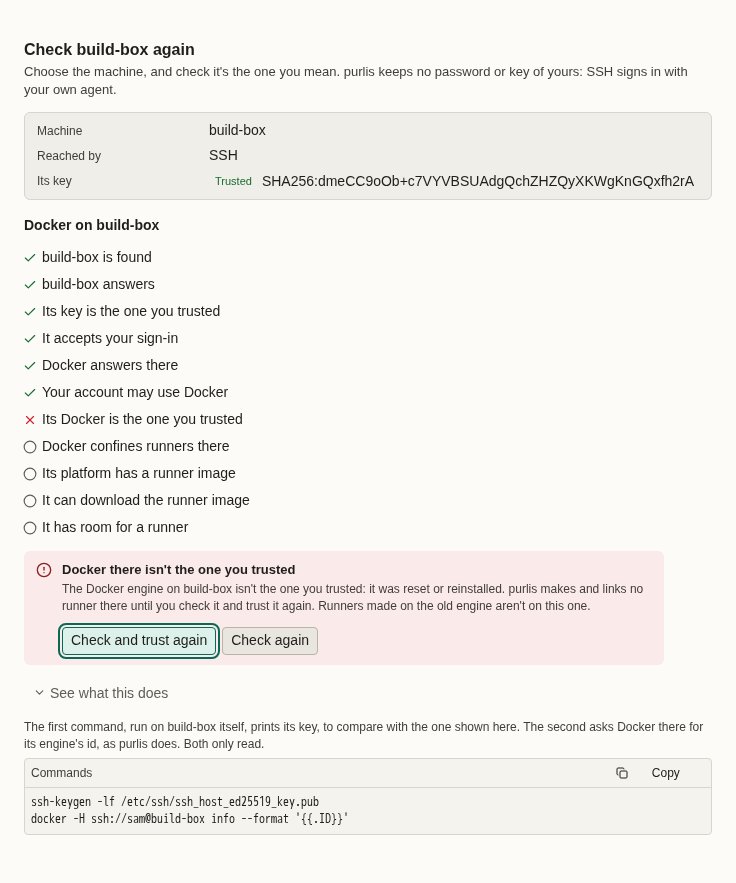 Check build-box again
Choose the machine, and check it's the one you mean. purlis keeps no password or key of yours: SSH signs in with
your own agent.
Machine build-box
Reached by SSH
Its key Trusted SHA256:dmeCC9oOb+c7VYVBSUAdgQchZHZQyXKWgKnGQxfh2rA
Docker on build-box
build-box is found
build-box answers
Its key is the one you trusted
It accepts your sign-in
Docker answers there
Your account may use Docker
Its Docker is the one you trusted
Docker confines runners there
Its platform has a runner image
It can download the runner image
It has room for a runner
Docker there isn't the one you trusted
The Docker engine on build-box isn't the one you trusted: it was reset or reinstalled. purlis makes and links no
runner there until you check it and trust it again. Runners made on the old engine aren't on this one.
Check and trust again Check again
See what this does
The first command, run on build-box itself, prints its key, to compare with the one shown here. The second asks Docker there for
its engine's id, as purlis does. Both only read.
Commands Copy
ssh-keygen -lf /etc/ssh/ssh_host_ed25519_key.pub
docker -H ssh://sam@build-box info --format '{{.ID}}'